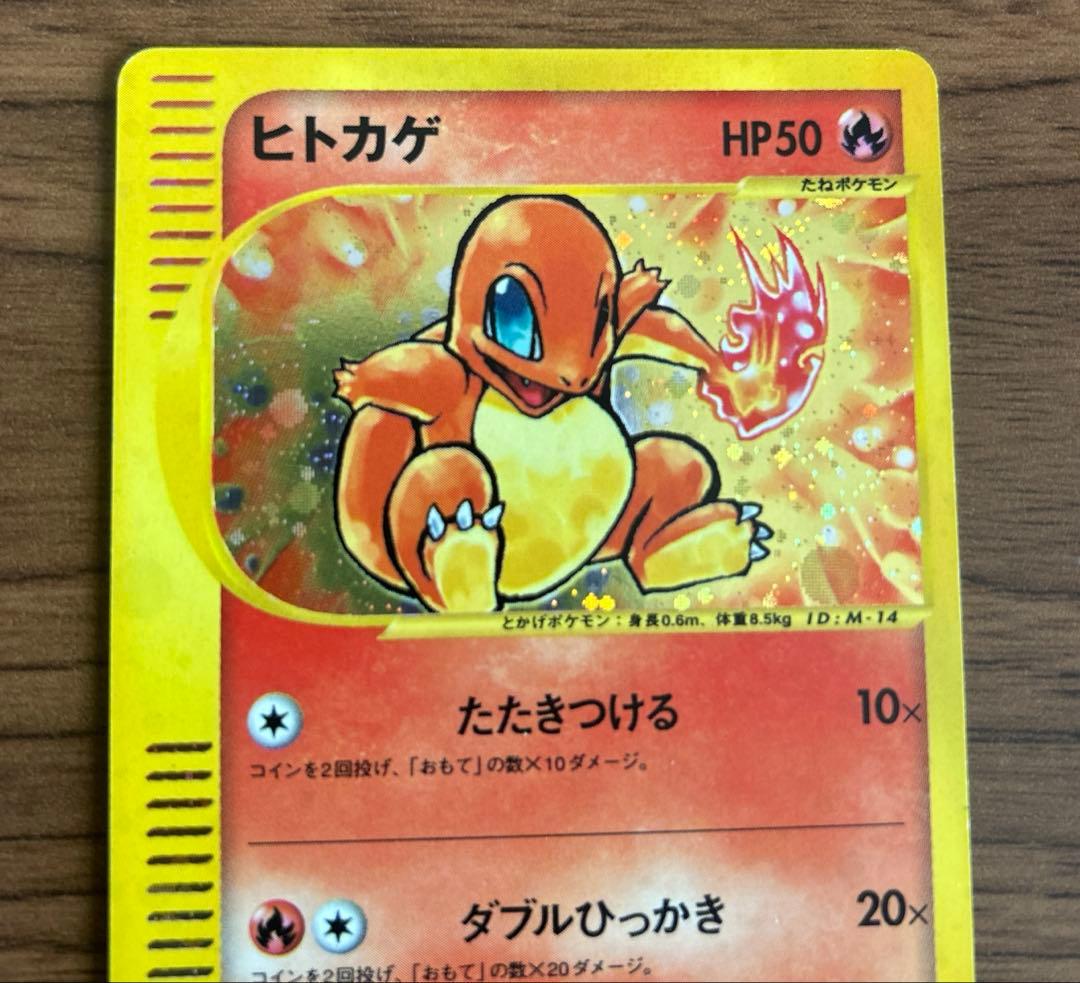 ヒトカゲ HP50
たねポケモン
とかげポケモン：身長0.6m、体重8.5kg ID:M-14
たたきつける 10×
コインを2回投げ、「おもて」の数×10ダメージ。
ダブルひっかき 20×
コインを2回投げ、「おもて」の数×20ダメージ。